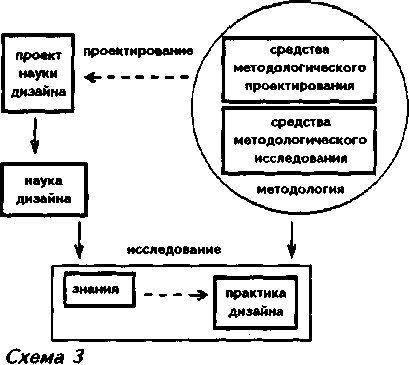 проект
науки
дизайна
проектирование
средства
методологического
проектирования
средства
методологического
исследования
методология
наука
дизайна
исследование
знания
практика
дизайна
Схема 3